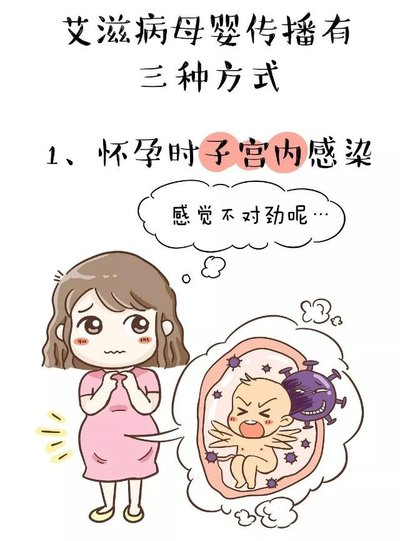 艾滋病母婴传播有
三种方式
1、怀孕时子宫内感染
感觉不对劲呢…